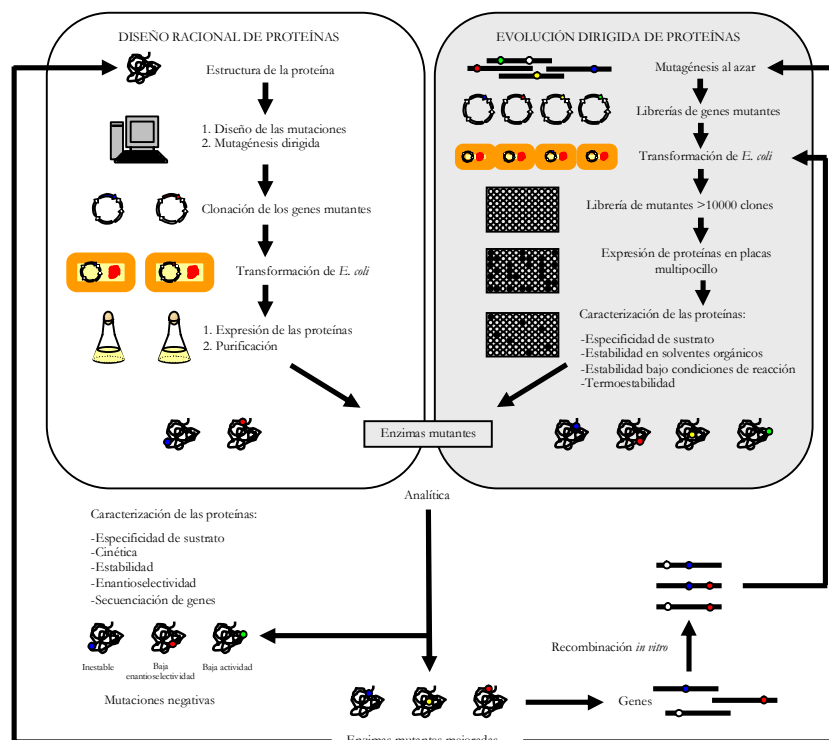 DISEÑO RACIONAL DE PROTEÍNAS
Estructura de la proteína
1. Diseño de las mutaciones
2. Mutagénesis dirigida
Clonación de los genes mutantes
Transformación de E. coli
1. Expresión de las proteínas
2. Purificación
EVOLUCIÓN DIRIGIDA DE PROTEÍNAS
Mutagénesis al azar
Librerías de genes mutantes
Transformación de E. coli
Librería de mutantes >10000 clones
Expresión de proteínas en placas
multipocillo
Caracterización de las proteínas:
-Especificidad de sustrato
-Estabilidad en solventes orgánicos
-Estabilidad bajo condiciones de reacción
-Termoestabilidad
Enzimas mutantes
Analítica
Caracterización de las proteínas:
-Especificidad de sustrato
-Cinética
-Estabilidad
-Enantioselectividad
-Secuenciación de genes
Inestable
Baja
enantioselectividad
Baja actividad
Mutaciones negativas
Recombinación in vitro
Genes
Enzimas mutantes mejoradas